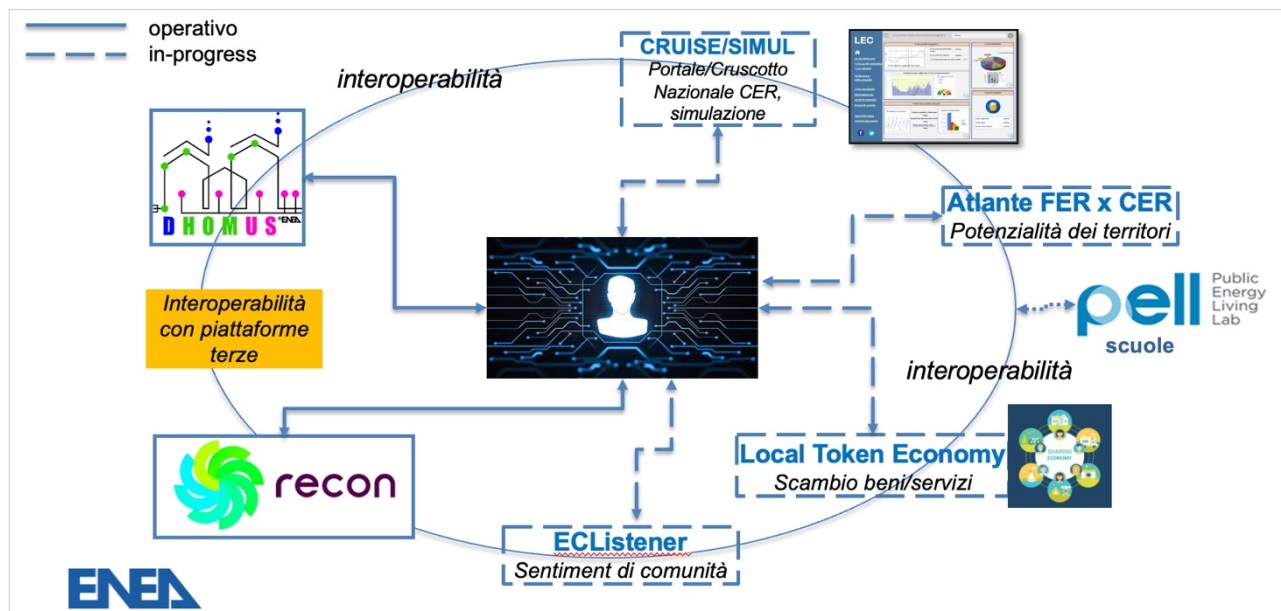 operativo
in-progress
interoperabilità
CRUISE/SIMUL
Portale/Cruscotto
Nazionale CER,
simulazione
LEC
DHOMUS
ENEA
Atlante FER x CER
Potenzialità dei territori
Interoperabilità
con piattaforme
terze
pell
Public
Energy
Living
Lab
scuole
interoperabilità
recon
Local Token Economy
Scambio beni/servizi
SHARING
ECONOMY
ECListener
Sentiment di comunità
ENEA